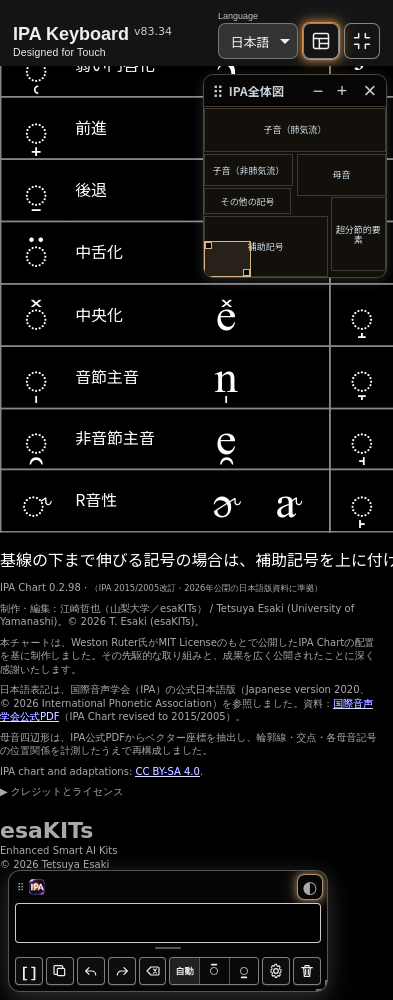 IPA Keyboard v83.34
Designed for Touch
Language
日本語
IPA全体図
子音（肺気流）
子音（非肺気流）
母音
その他の記号
超分節的要素
補助記号
前進
後退
中舌化
中央化 e̽
音節主音 n̩
非音節主音 e̯
R音性 ɚ a˞
基線の下まで伸びる記号の場合は、補助記号を上に付け
IPA Chart 0.2.98 ·（IPA 2015/2005改訂・2026年公開の日本語版資料に準拠）
制作・編集：江崎哲也（山梨大学／esaKITs） / Tetsuya Esaki (University of
Yamanashi)。© 2026 T. Esaki (esaKITs)。
本チャートは、Weston Ruter氏がMIT Licenseのもとで公開したIPA Chartの配置
を基に制作しました。その先駆的な取り組みと、成果を広く公開されたことに深く
感謝いたします。
日本語表記は、国際音声学会（IPA）の公式日本語版（Japanese version 2020、
© 2026 International Phonetic Association）を参照しました。資料：国際音声
学会公式PDF（IPA Chart revised to 2015/2005）。
母音四辺形は、IPA公式PDFからベクター座標を抽出し、輪郭線・交点・各母音記号
の位置関係を計測したうえで再構成しました。
IPA chart and adaptations: CC BY-SA 4.0.
▶ クレジットとライセンス
esaKITs
Enhanced Smart AI Kits
© 2026 Tetsuya Esaki
IPA
[ ]
自動